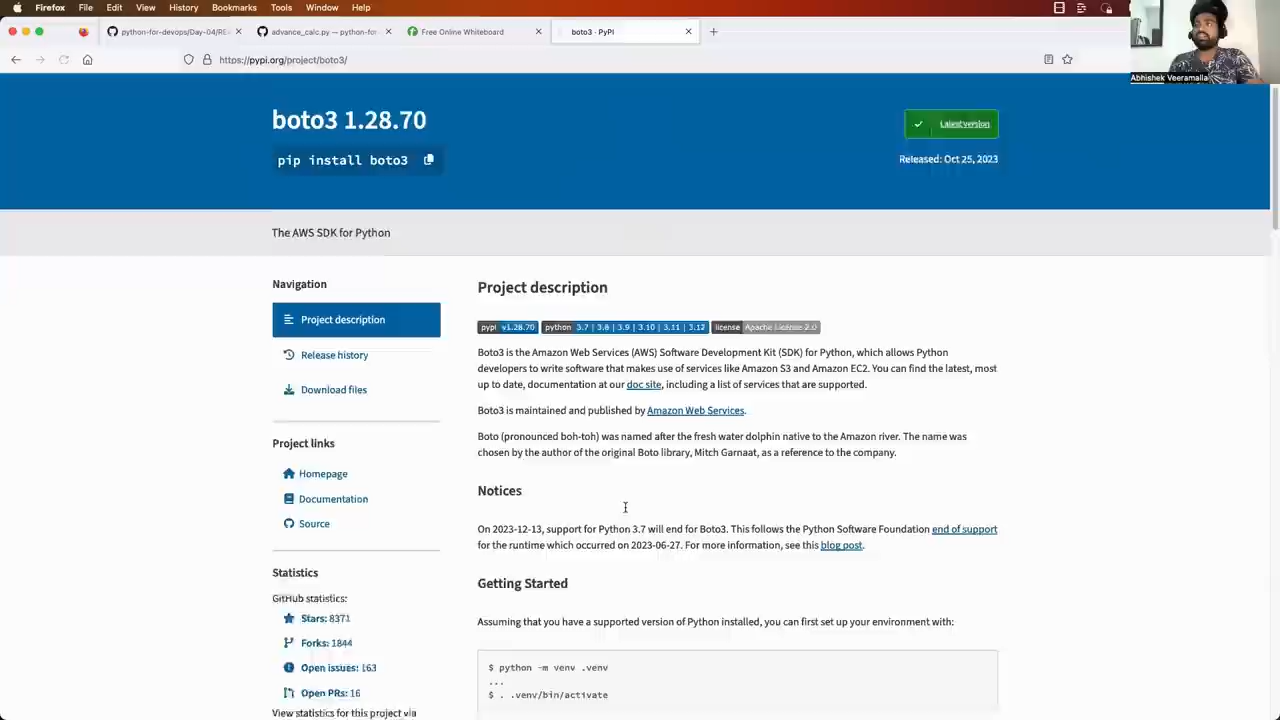 Firefox File Edit View History Bookmarks Tools Window Help
python-for-devops/Day-04/RE
advance_calc.py — python-for-
Free Online Whiteboard
boto3 · PyPI
https://pypi.org/project/boto3/
Abhishek Veeramalla
boto3 1.28.70
Latest version
pip install boto3
Released: Oct 25, 2023
The AWS SDK for Python
Navigation
Project description
Release history
Download files
Project links
Homepage
Documentation
Source
Statistics
GitHub statistics:
Stars: 8371
Forks: 1844
Open issues: 163
Open PRs: 16
View statistics for this project via
Project description
pypi v1.28.70 python 3.7 | 3.8 | 3.9 | 3.10 | 3.11 | 3.12 license Apache License 2.0
Boto3 is the Amazon Web Services (AWS) Software Development Kit (SDK) for Python, which allows Python
developers to write software that makes use of services like Amazon S3 and Amazon EC2. You can find the latest, most
up to date, documentation at our doc site, including a list of services that are supported.
Boto3 is maintained and published by Amazon Web Services.
Boto (pronounced boh-toh) was named after the fresh water dolphin native to the Amazon river. The name was
chosen by the author of the original Boto library, Mitch Garnaat, as a reference to the company.
Notices
On 2023-12-13, support for Python 3.7 will end for Boto3. This follows the Python Software Foundation end of support
for the runtime which occurred on 2023-06-27. For more information, see this blog post.
Getting Started
Assuming that you have a supported version of Python installed, you can first set up your environment with:
$ python -m venv .venv
...
$ . .venv/bin/activate